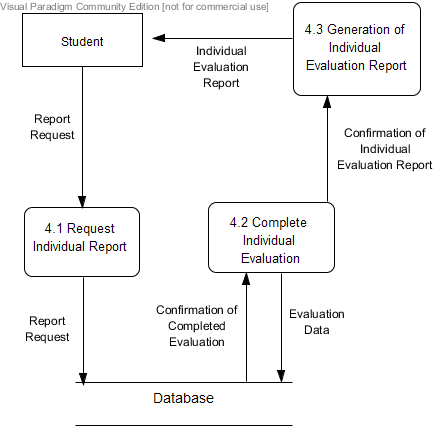 Visual Paradigm Community Edition [not for commercial use]
Student
Individual
Evaluation
Report
4.3 Generation of
Individual
Evaluation Report
Report
Request
Confirmation of
Individual
Evaluation Report
4.1 Request
Individual Report
4.2 Complete
Individual
Evaluation
Report
Request
Confirmation of
Completed
Evaluation
Evaluation
Data
Database